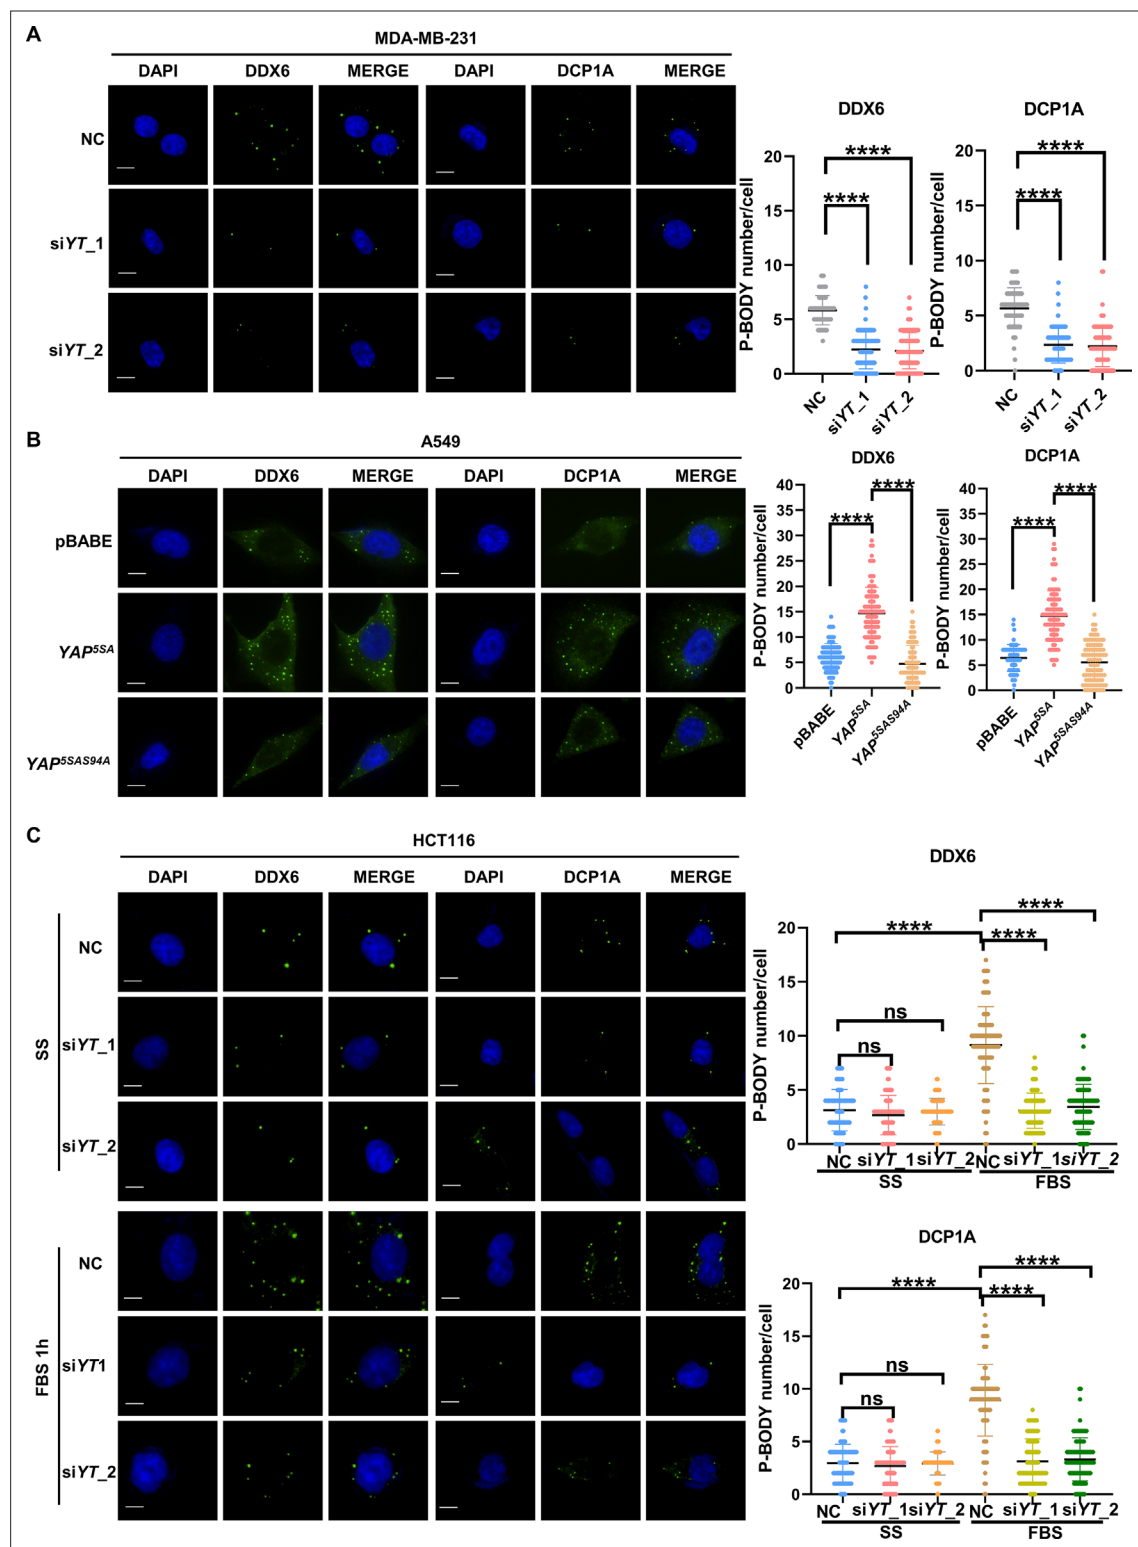 A
MDA-MB-231
DAPI DDX6 MERGE DAPI DCP1A MERGE
NC
siYT_1
siYT_2
DDX6
P-BODY number/cell
20
15
10
5
0
****
****
NC siYT_1 siYT_2
DCP1A
P-BODY number/cell
20
15
10
5
0
****
****
NC siYT_1 siYT_2
B
A549
DAPI DDX6 MERGE DAPI DCP1A MERGE
pBABE
YAP5SA
YAP5SAS94A
DDX6
P-BODY number/cell
40
35
30
25
20
15
10
5
0
****
****
pBABE YAP5SA YAP5SAS94A
DCP1A
P-BODY number/cell
40
35
30
25
20
15
10
5
0
****
****
pBABE YAP5SA YAP5SAS94A
C
HCT116
DAPI DDX6 MERGE DAPI DCP1A MERGE
SS
NC
siYT_1
siYT_2
FBS 1h
NC
siYT1
siYT_2
DDX6
P-BODY number/cell
20
15
10
5
0
****
****
****
ns
ns
NC siYT_1 siYT_2 NC siYT_1 siYT_2
SS FBS
DCP1A
P-BODY number/cell
20
15
10
5
0
****
****
****
ns
ns
NC siYT_1 siYT_2 NC siYT_1 siYT_2
SS FBS